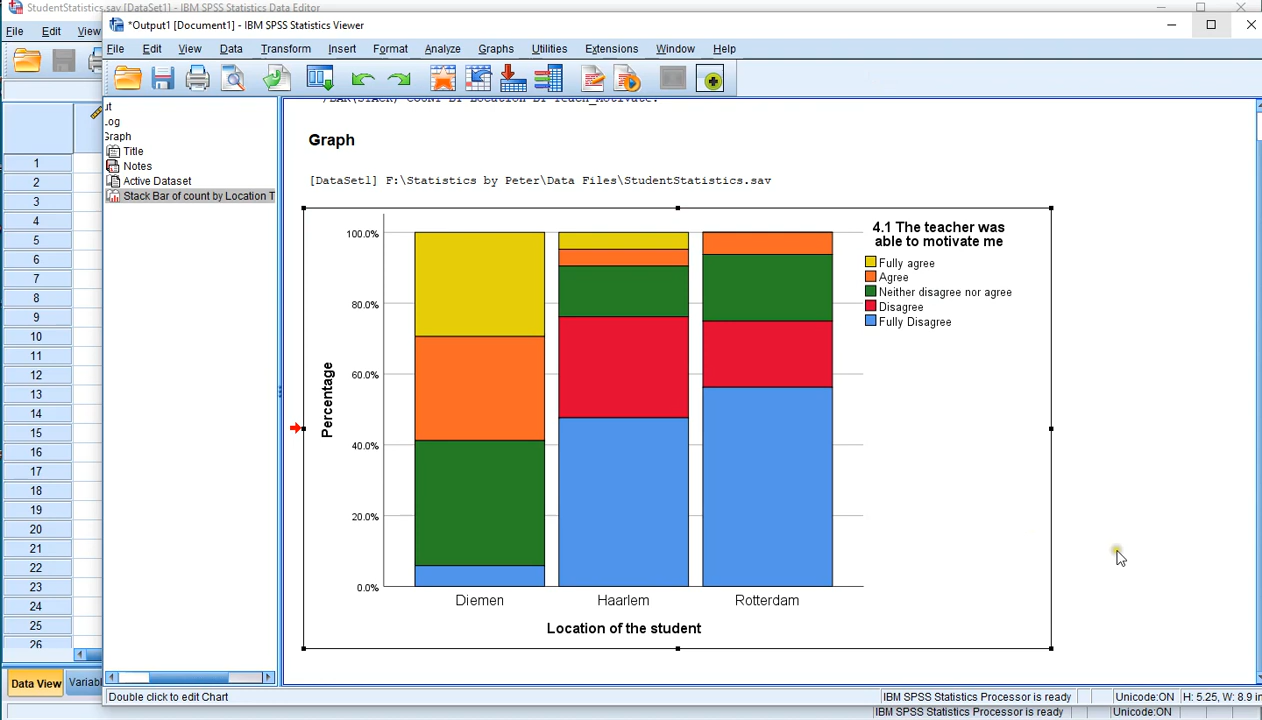 StudentStatistics.sav [DataSet1] - IBM SPSS Statistics Data Editor
File Edit View
*Output1 [Document1] - IBM SPSS Statistics Viewer
File Edit View Data Transform Insert Format Analyze Graphs Utilities Extensions Window Help
Title
Notes
Active Dataset
Stack Bar of count by Location T
Graph
[DataSet1] F:\Statistics by Peter\Data Files\StudentStatistics.sav
4.1 The teacher was
able to motivate me
Fully agree
Agree
Neither disagree nor agree
Disagree
Fully Disagree
Percentage
100.0%
80.0%
60.0%
40.0%
20.0%
0.0%
Diemen Haarlem Rotterdam
Location of the student
1
2
3
4
5
6
7
8
9
10
11
12
13
14
15
16
17
18
19
20
21
22
23
24
25
26
Data View
Double click to edit Chart
IBM SPSS Statistics Processor is ready Unicode:ON H: 5.25, W: 8.9 in
IBM SPSS Statistics Processor is ready Unicode:ON